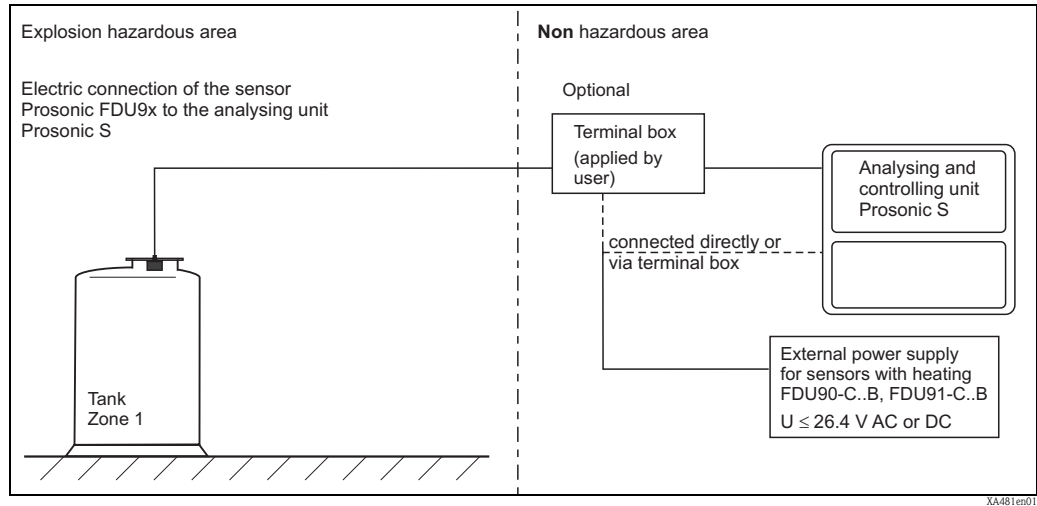 Explosion hazardous area
Non hazardous area
Electric connection of the sensor
Prosonic FDU9x to the analysing unit
Prosonic S
Optional
Terminal box
(applied by
user)
Analysing and
controlling unit
Prosonic S
connected directly or
via terminal box
External power supply
for sensors with heating
FDU90-C..B, FDU91-C..B
U ≤ 26.4 V AC or DC
Tank
Zone 1
XA481en01